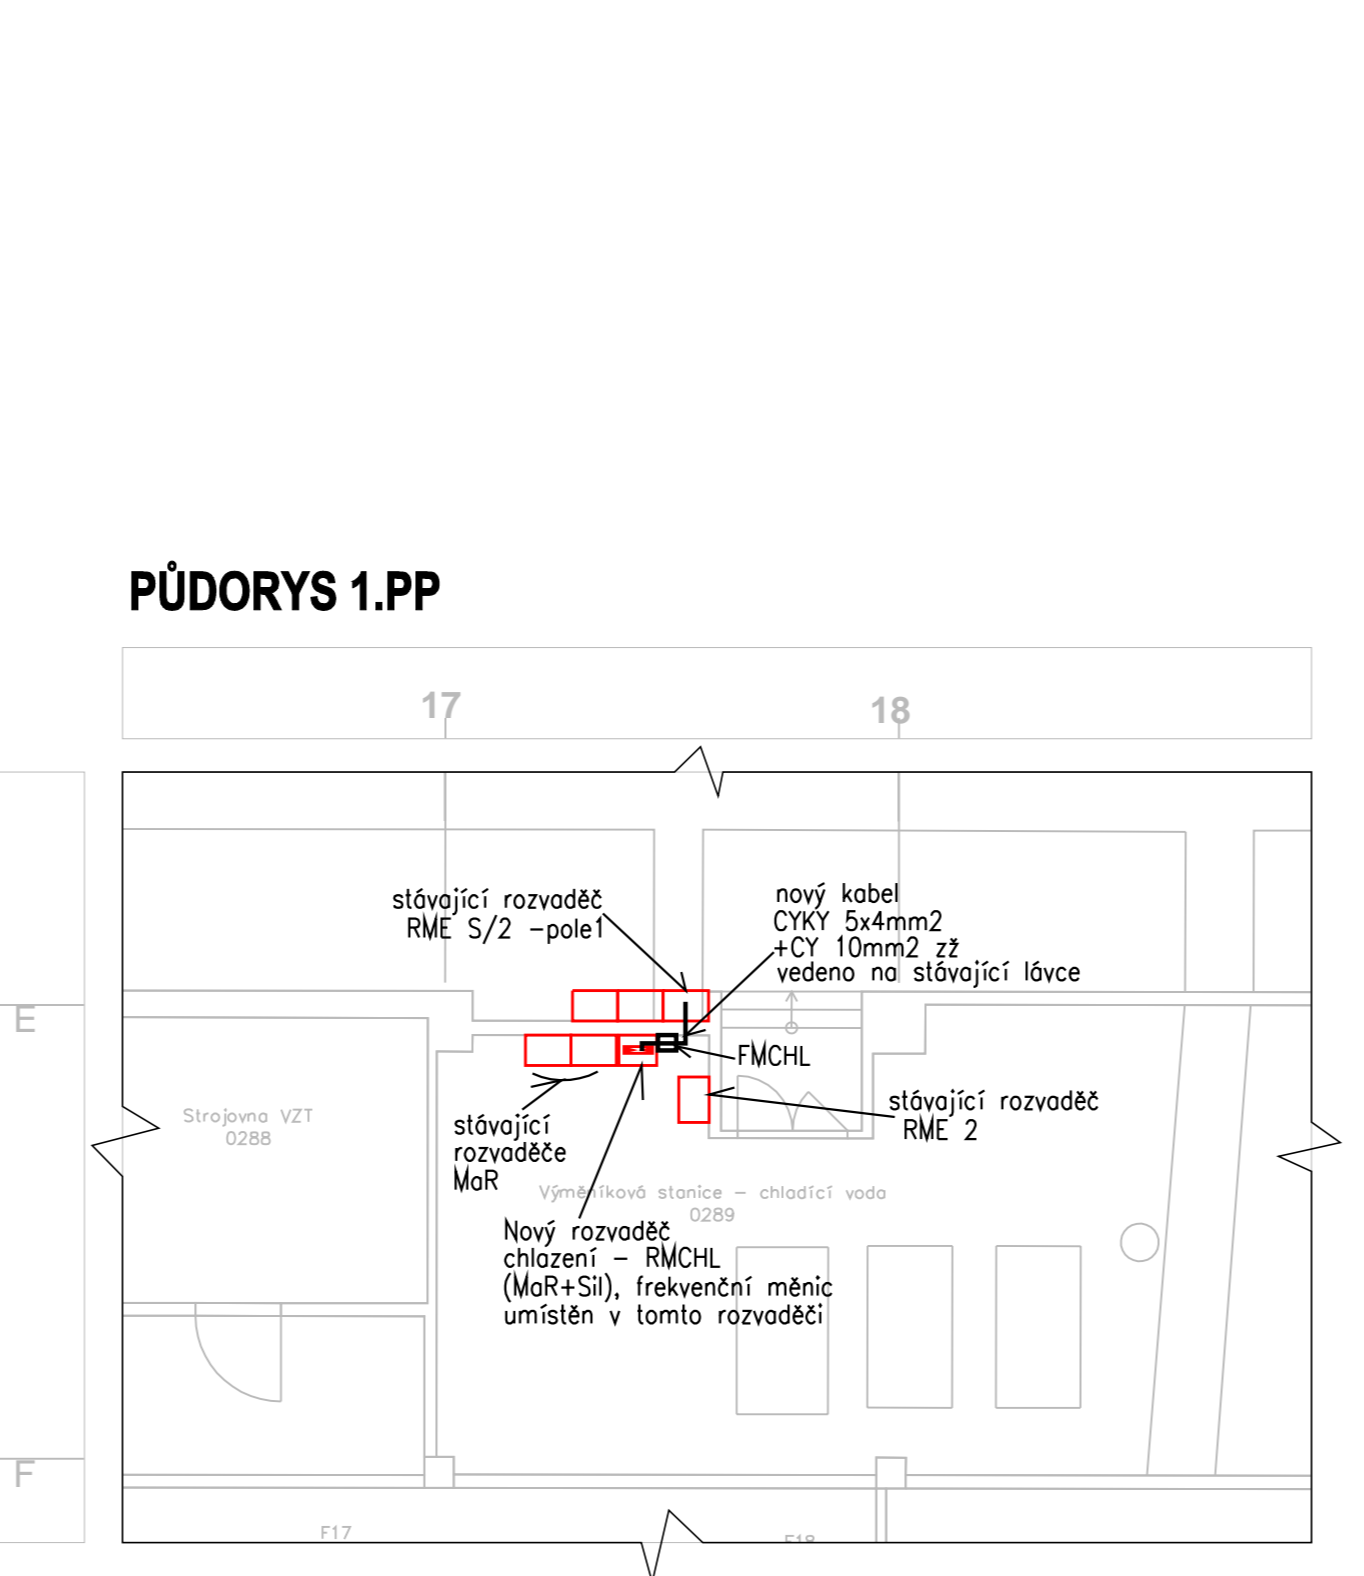 PŮDORYS 1.PP
17
18
stávající rozvaděč
RME S/2 -pole1
nový kabel
CYKY 5x4mm2
+CY 10mm2 zž
vedeno na stávající lávce
E
FMCHL
stávající rozvaděč
RME 2
Strojovna VZT
0288
stávající
rozvaděče
MaR
Výměníková stanice – chladící voda
0289
Nový rozvaděč
chlazení – RMCHL
(MaR+Sil), frekvenční měnic
umístěn v tomto rozvaděči
F
F17
F18